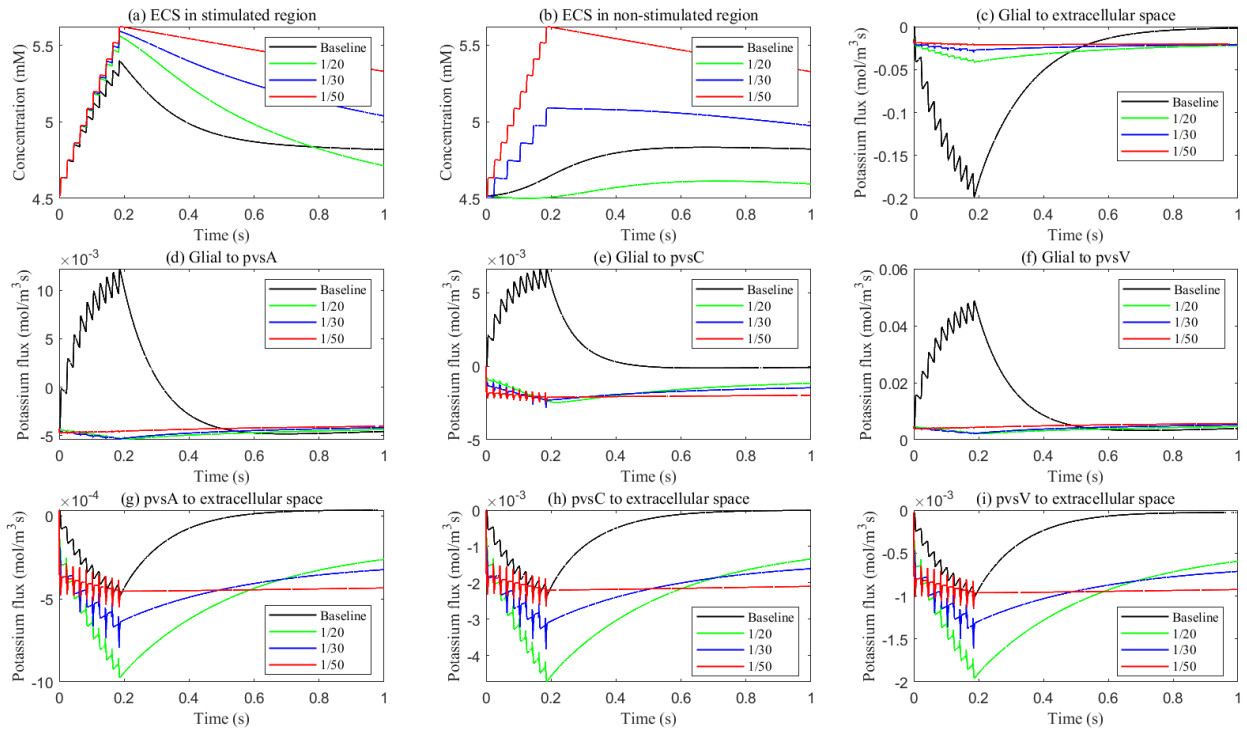 (a) ECS in stimulated region
Concentration (mM)
5.5
5
4.5
0 0.2 0.4 0.6 0.8 1
Time (s)
Baseline
1/20
1/30
1/50
(b) ECS in non-stimulated region
Concentration (mM)
5.5
5
4.5
0 0.2 0.4 0.6 0.8 1
Time (s)
Baseline
1/20
1/30
1/50
(c) Glial to extracellular space
Potassium flux (mol/m³s)
0
-0.05
-0.1
-0.15
-0.2
0 0.2 0.4 0.6 0.8 1
Time (s)
Baseline
1/20
1/30
1/50
(d) Glial to pvsA
×10⁻³
Potassium flux (mol/m³s)
10
5
0
-5
0 0.2 0.4 0.6 0.8 1
Time (s)
Baseline
1/20
1/30
1/50
(e) Glial to pvsC
×10⁻³
Potassium flux (mol/m³s)
5
0
-5
0 0.2 0.4 0.6 0.8 1
Time (s)
Baseline
1/20
1/30
1/50
(f) Glial to pvsV
Potassium flux (mol/m³s)
0.06
0.04
0.02
0
0 0.2 0.4 0.6 0.8 1
Time (s)
Baseline
1/20
1/30
1/50
(g) pvsA to extracellular space
×10⁻⁴
Potassium flux (mol/m³s)
0
-5
-10
0 0.2 0.4 0.6 0.8 1
Time (s)
Baseline
1/20
1/30
1/50
(h) pvsC to extracellular space
×10⁻³
Potassium flux (mol/m³s)
0
-1
-2
-3
-4
0 0.2 0.4 0.6 0.8 1
Time (s)
Baseline
1/20
1/30
1/50
(i) pvsV to extracellular space
×10⁻³
Potassium flux (mol/m³s)
0
-0.5
-1
-1.5
-2
0 0.2 0.4 0.6 0.8 1
Time (s)
Baseline
1/20
1/30
1/50